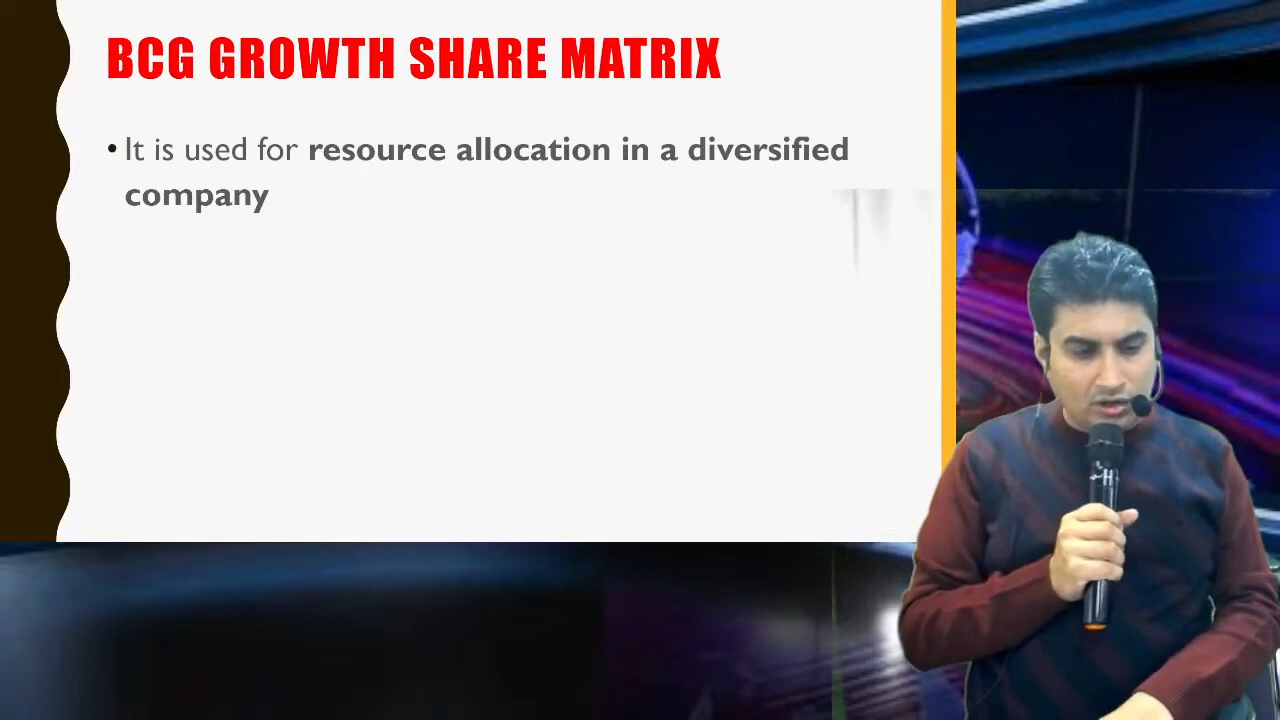 BCG GROWTH SHARE MATRIX
• It is used for resource allocation in a diversified
company